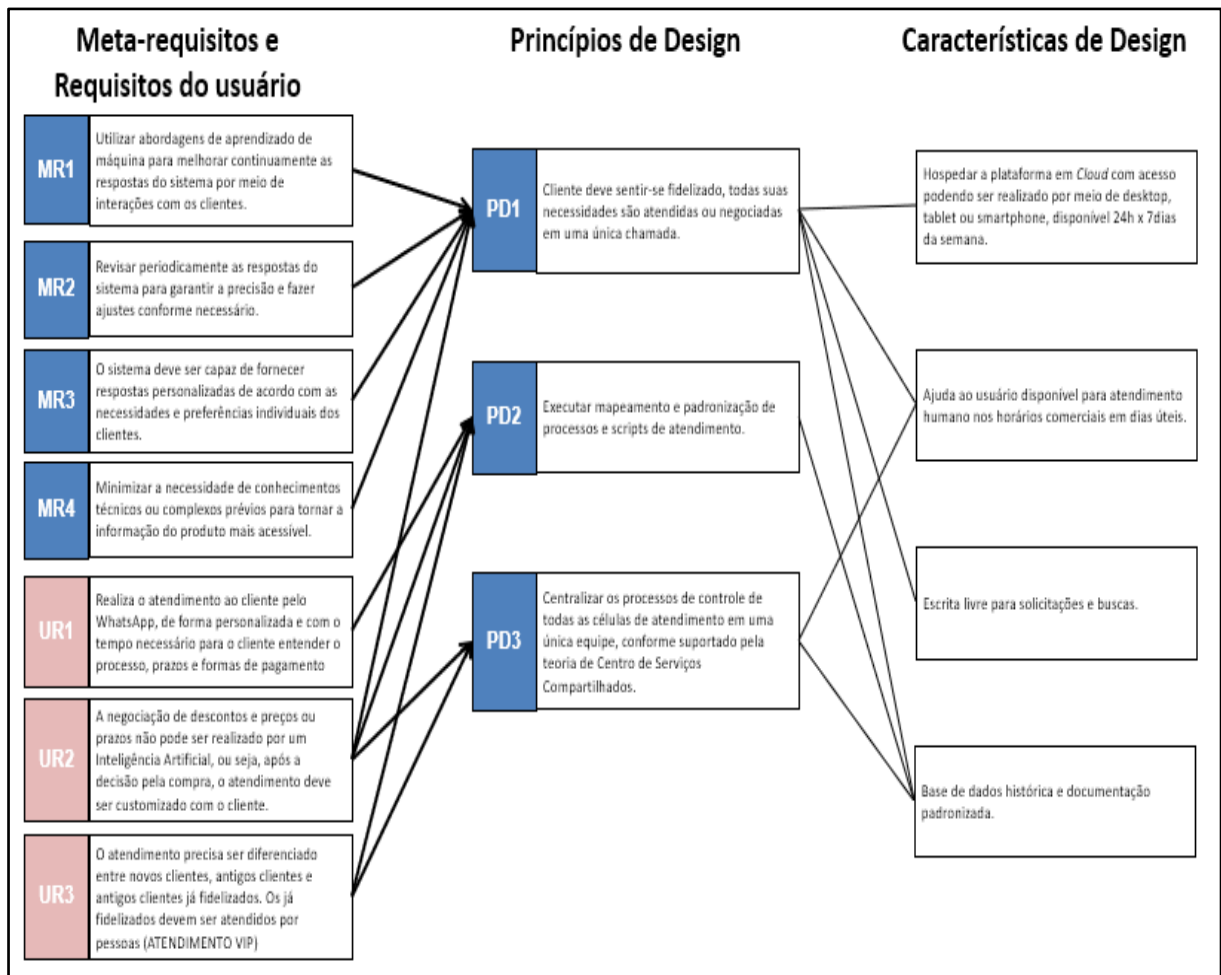 Meta-requisitos e
Requisitos do usuário
Princípios de Design
Características de Design
MR1
Utilizar abordagens de aprendizado de
máquina para melhorar continuamente as
respostas do sistema por meio de
interações com os clientes.
MR2
Revisar periodicamente as respostas do
sistema para garantir a precisão e fazer
ajustes conforme necessário.
MR3
O sistema deve ser capaz de fornecer
respostas personalizadas de acordo com as
necessidades e preferências individuais dos
clientes.
MR4
Minimizar a necessidade de conhecimentos
técnicos ou complexos prévios para tornar a
informação do produto mais acessível.
UR1
Realiza o atendimento ao cliente pelo
WhatsApp, de forma personalizada e com o
tempo necessário para o cliente entender o
processo, prazos e formas de pagamento
UR2
A negociação de descontos e preços ou
prazos não pode ser realizado por um
Inteligência Artificial, ou seja, após a
decisão pela compra, o atendimento deve
ser customizado com o cliente.
UR3
O atendimento precisa ser diferenciado
entre novos clientes, antigos clientes e
antigos clientes já fidelizados. Os já
fidelizados devem ser atendidos por
pessoas (ATENDIMENTO VIP)
PD1
Cliente deve sentir-se fidelizado, todas suas
necessidades são atendidas ou negociadas
em uma única chamada.
PD2
Executar mapeamento e padronização de
processos e scripts de atendimento.
PD3
Centralizar os processos de controle de
todas as células de atendimento em uma
única equipe, conforme suportado pela
teoria de Centro de Serviços
Compartilhados.
Hospedar a plataforma em Cloud com acesso
podendo ser realizado por meio de desktop,
tablet ou smartphone, disponível 24h x 7dias
da semana.
Ajuda ao usuário disponível para atendimento
humano nos horários comerciais em dias úteis.
Escrita livre para solicitações e buscas.
Base de dados histórica e documentação
padronizada.